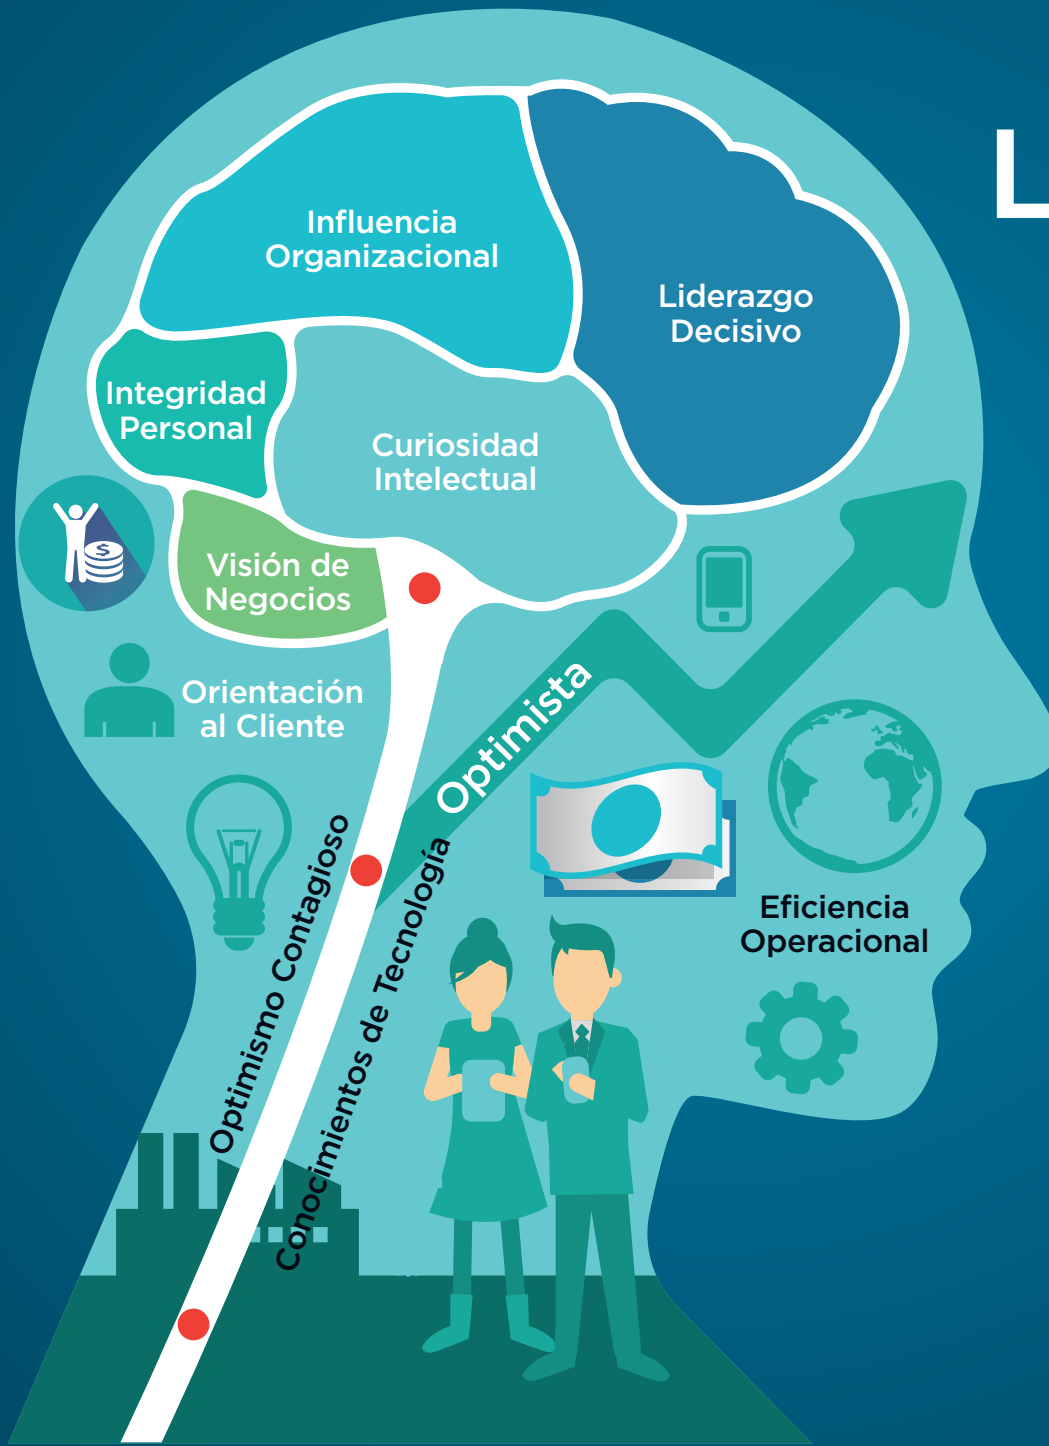 L
Influencia
Organizacional
Liderazgo
Decisivo
Integridad
Personal
Curiosidad
Intelectual
$
Visión de
Negocios
Orientación
al Cliente
Optimista
Optimismo Contagioso
Conocimientos de Tecnología
Eficiencia
Operacional